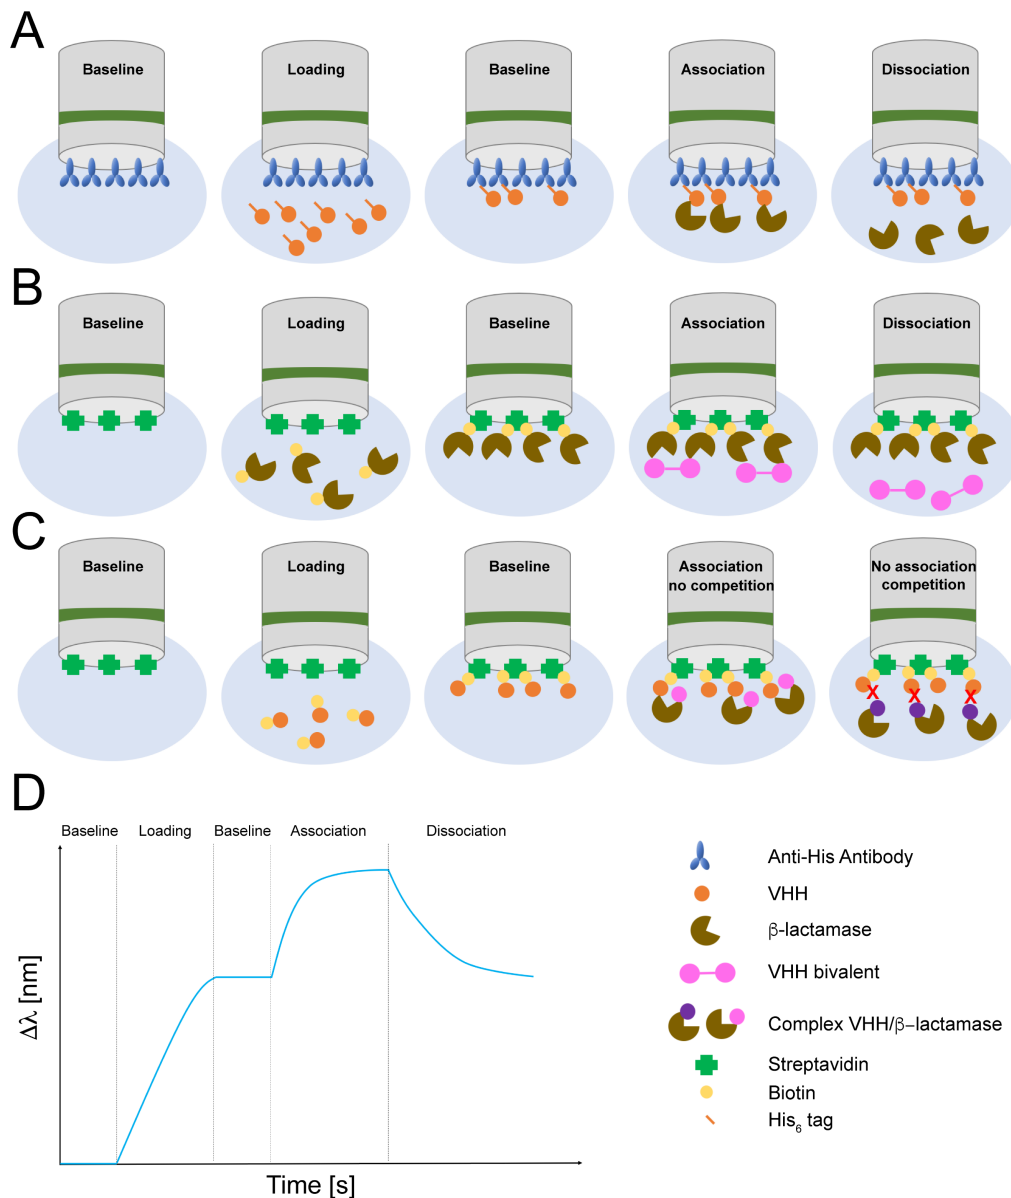 A
Baseline
Loading
Baseline
Association
Dissociation
B
Baseline
Loading
Baseline
Association
Dissociation
C
Baseline
Loading
Baseline
Association
no competition
No association
competition
X
X
X
D
Baseline
Loading
Baseline
Association
Dissociation
Δλ [nm]
Time [s]
Anti-His Antibody
VHH
β-lactamase
VHH bivalent
Complex VHH/β−lactamase
Streptavidin
Biotin
His₆ tag